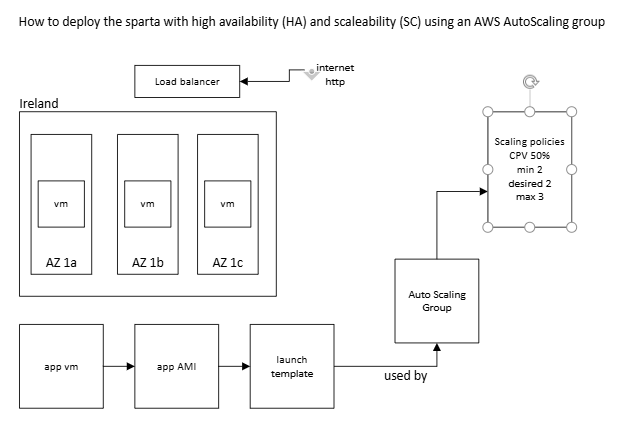 How to deploy the sparta with high availability (HA) and scaleability (SC) using an AWS AutoScaling group
internet
http
Load balancer
Ireland
vm
vm
vm
AZ 1a
AZ 1b
AZ 1c
Scaling policies
CPV 50%
min 2
desired 2
max 3
Auto Scaling
Group
app vm
app AMI
launch
template
used by